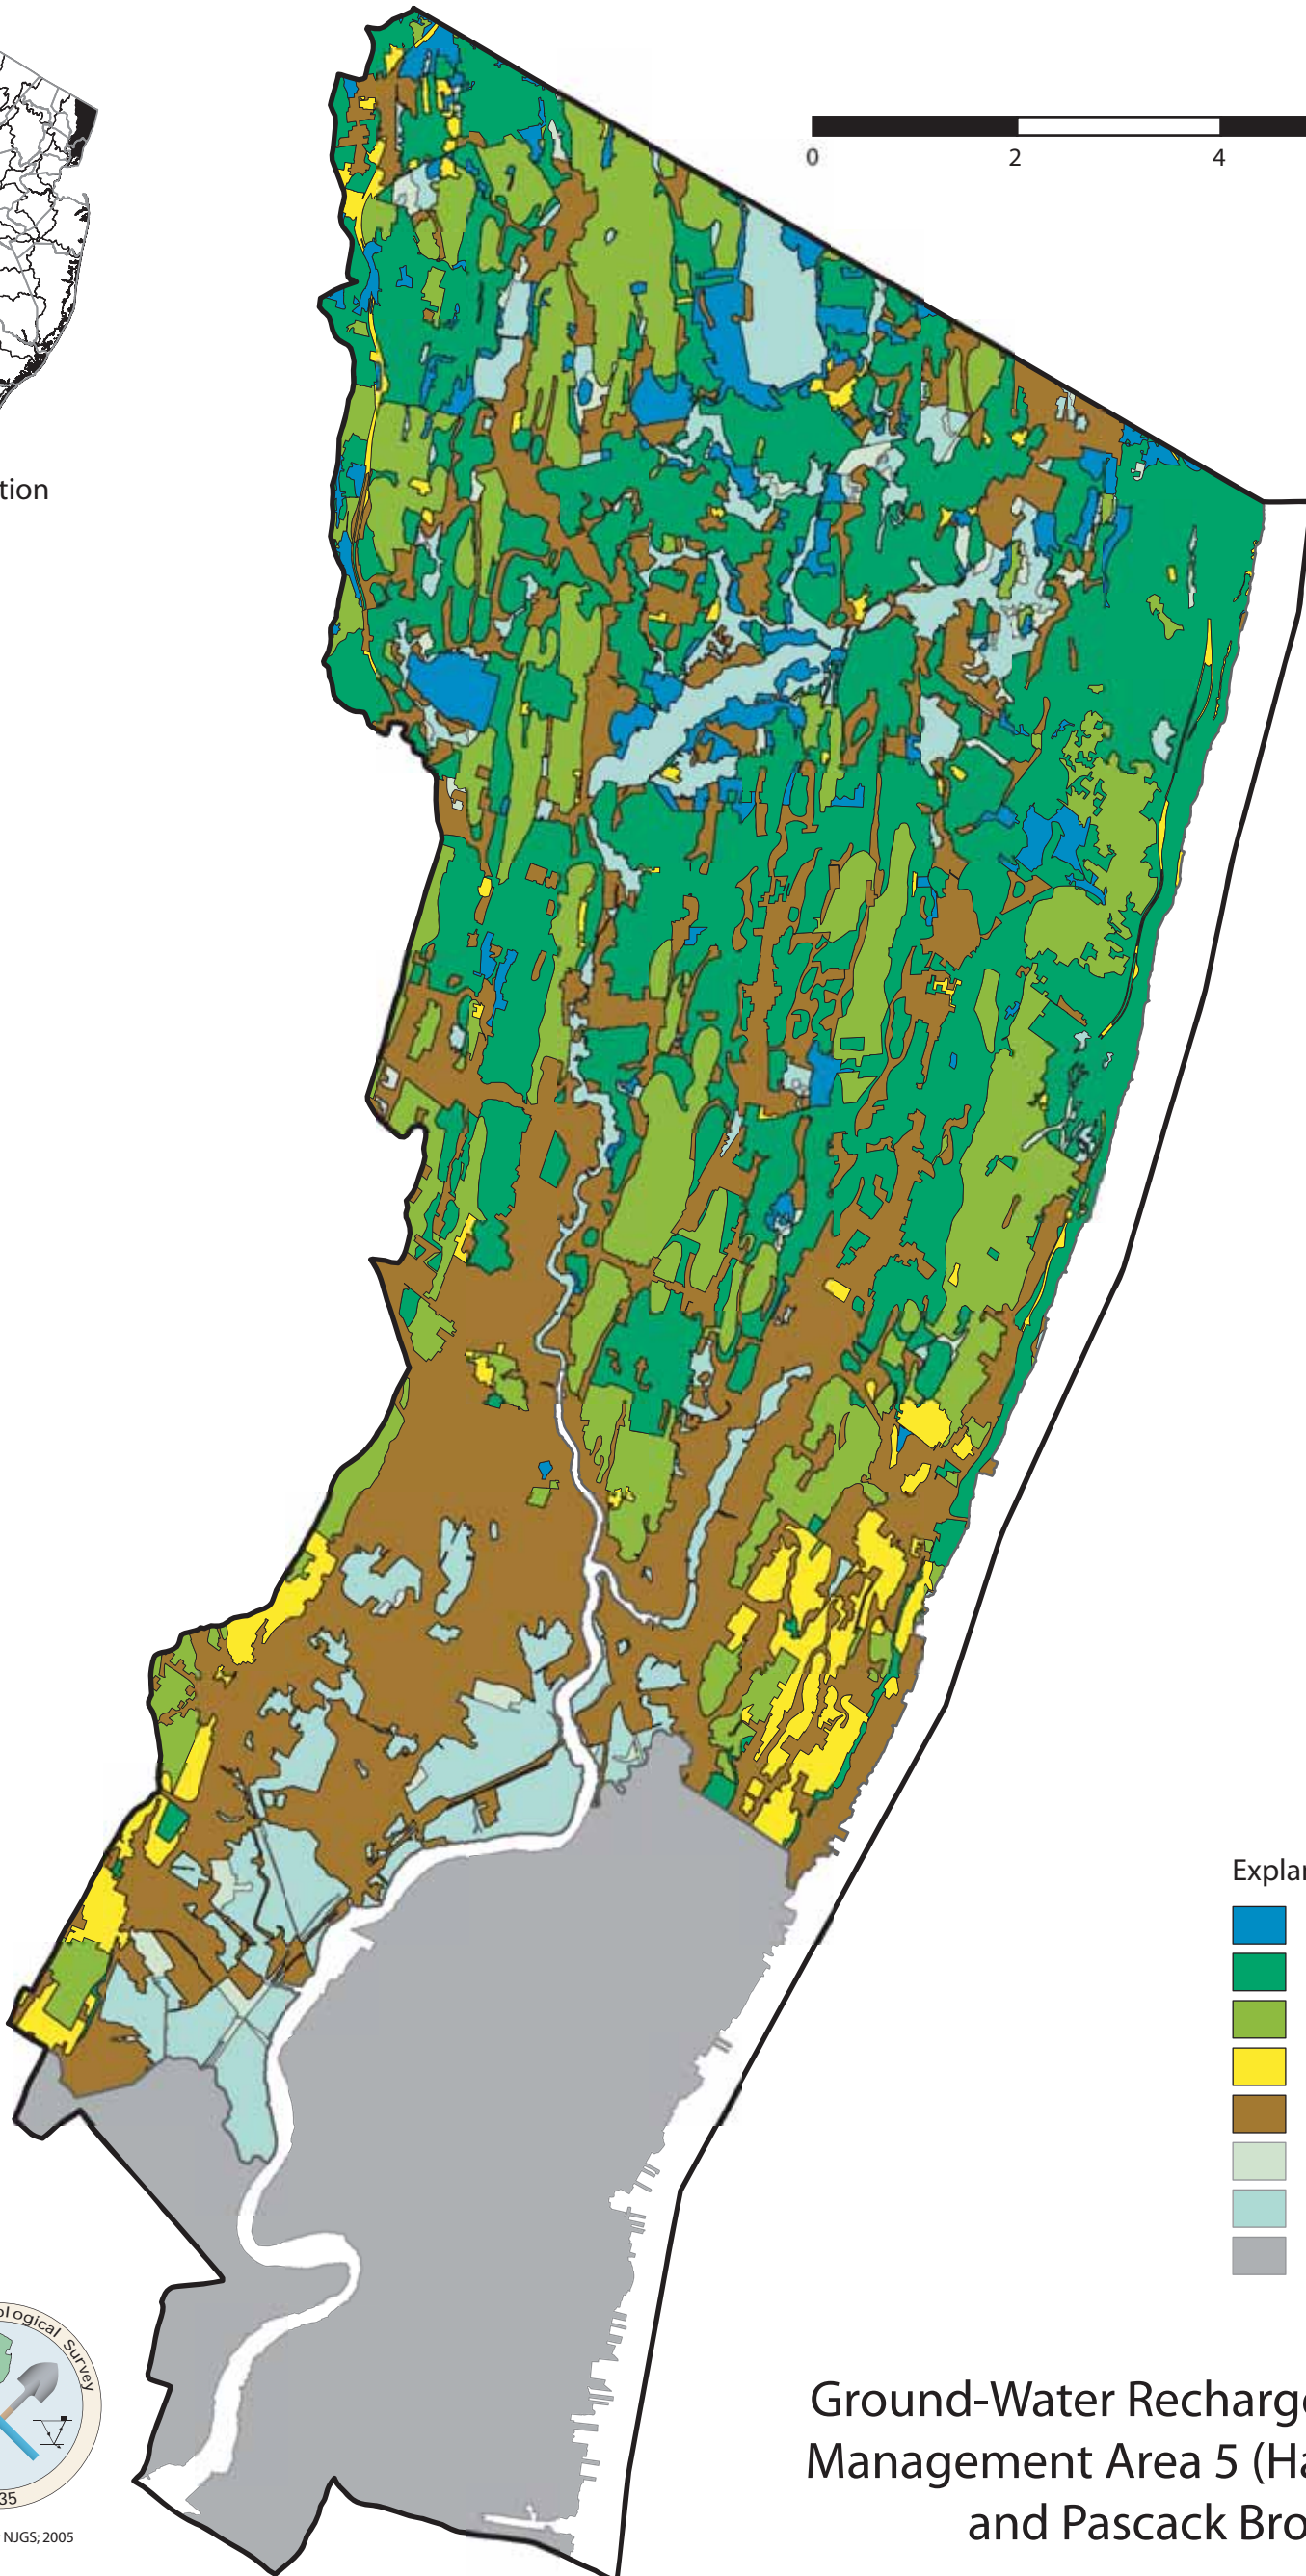 0 2 4
tion
Explan
ological Survey
35
NJGS; 2005
Ground-Water Recharge
Management Area 5 (Ha
and Pascack Bro